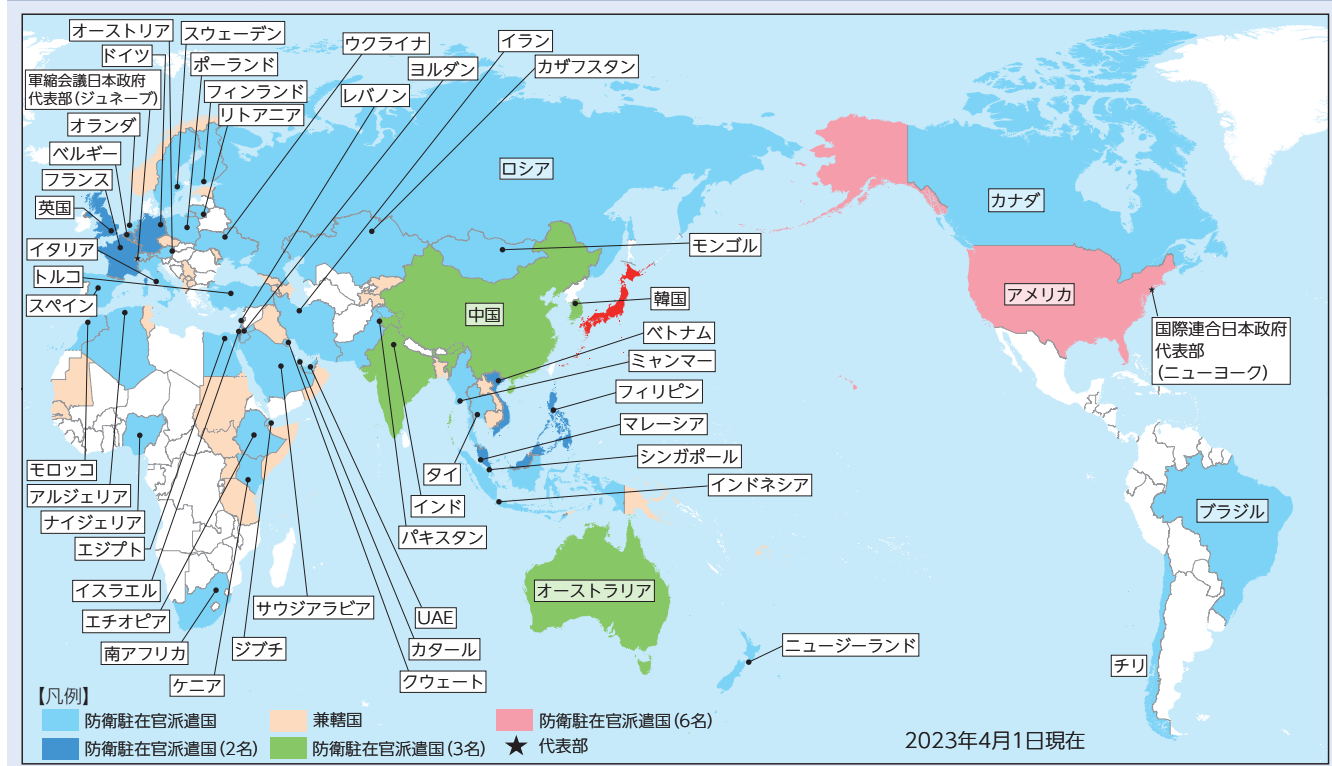 オーストリア
スウェーデン
ドイツ
ポーランド
軍縮会議日本政府
代表部(ジュネーブ)
フィンランド
リトアニア
オランダ
ベルギー
フランス
英国
イタリア
トルコ
スペイン
ウクライナ
レバノン
ヨルダン
イラン
カザフスタン
ロシア
モンゴル
中国
韓国
ベトナム
ミャンマー
フィリピン
マレーシア
シンガポール
インドネシア
タイ
インド
パキスタン
モロッコ
アルジェリア
ナイジェリア
エジプト
イスラエル
エチオピア
南アフリカ
ケニア
ジブチ
サウジアラビア
UAE
カタール
クウェート
オーストラリア
ニュージーランド
カナダ
アメリカ
国際連合日本政府
代表部
(ニューヨーク)
ブラジル
チリ
【凡例】
防衛駐在官派遣国
兼轄国
防衛駐在官派遣国(6名)
防衛駐在官派遣国(2名)
防衛駐在官派遣国(3名)
代表部
2023年4月1日現在